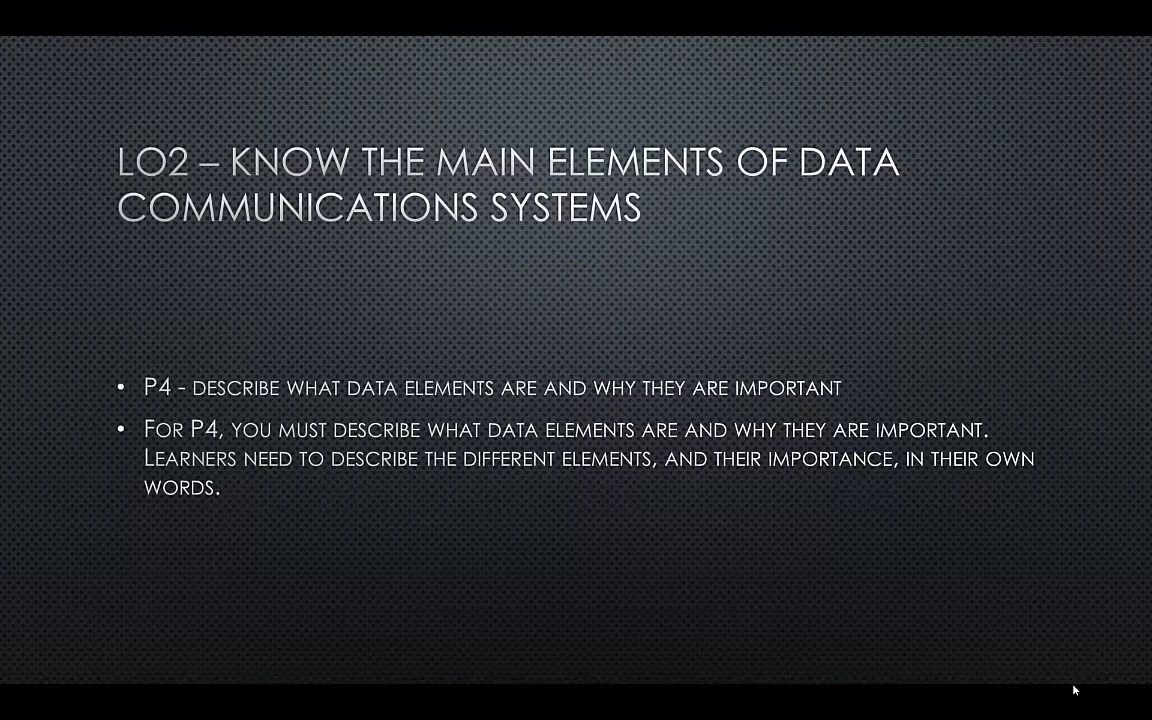 LO2 – KNOW THE MAIN ELEMENTS OF DATA
COMMUNICATIONS SYSTEMS
• P4 - DESCRIBE WHAT DATA ELEMENTS ARE AND WHY THEY ARE IMPORTANT
• FOR P4, YOU MUST DESCRIBE WHAT DATA ELEMENTS ARE AND WHY THEY ARE IMPORTANT.
LEARNERS NEED TO DESCRIBE THE DIFFERENT ELEMENTS, AND THEIR IMPORTANCE, IN THEIR OWN
WORDS.